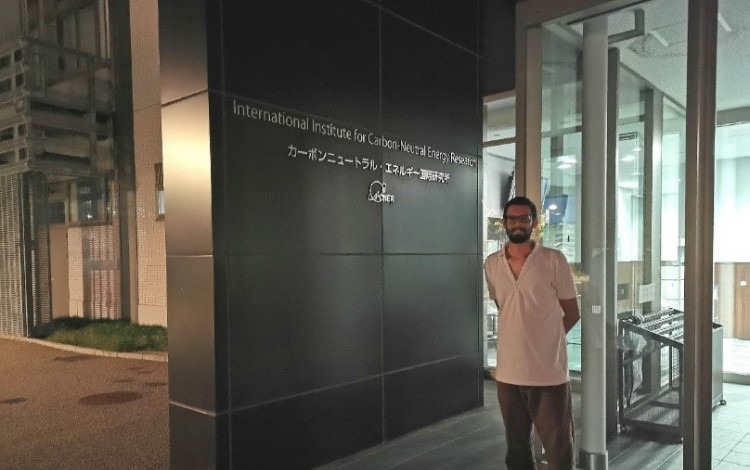 International Institute for Carbon-Neutral Energy Research
カーボンニュートラル・エネルギー国際研究所
I²CNER